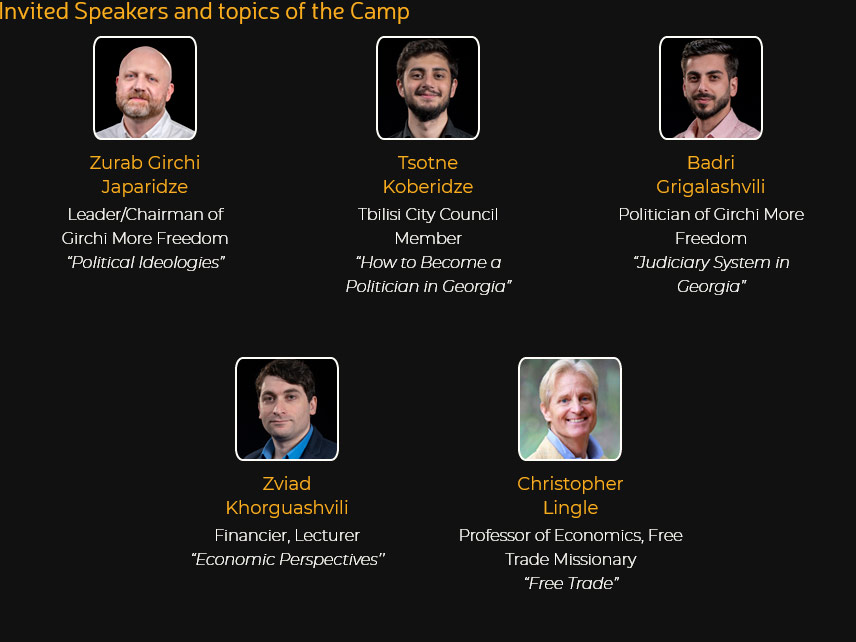 Invited Speakers and topics of the Camp
Zurab Girchi
Japaridze
Leader/Chairman of
Girchi More Freedom
“Political Ideologies”
Tsotne
Koberidze
Tbilisi City Council
Member
“How to Become a
Politician in Georgia”
Badri
Grigalashvili
Politician of Girchi More
Freedom
“Judiciary System in
Georgia”
Zviad
Khorguashvili
Financier, Lecturer
“Economic Perspectives’’
Christopher
Lingle
Professor of Economics, Free
Trade Missionary
“Free Trade”